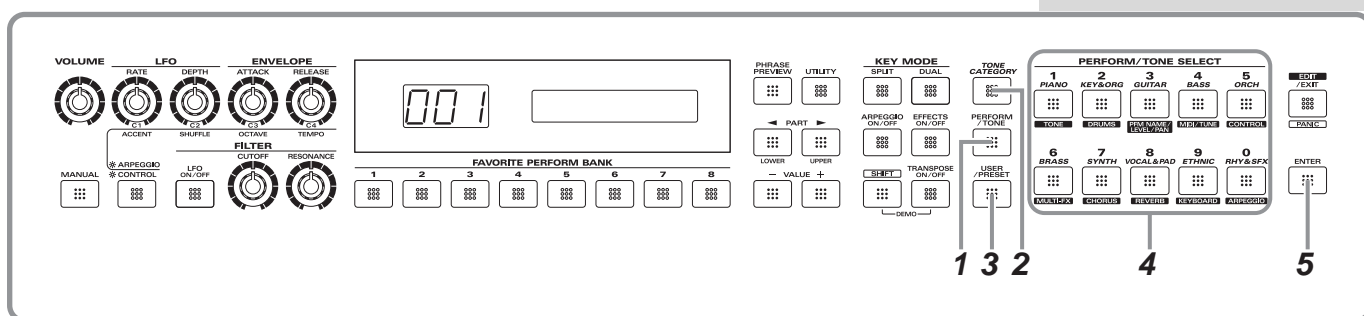 VOLUME
LFO
RATE
DEPTH
C1
C2
ACCENT
SHUFFLE
ENVELOPE
ATTACK
RELEASE
C3
C4
OCTAVE
TEMPO
MANUAL
ARPEGGIO
CONTROL
FILTER
LFO
ON/OFF
CUTOFF
RESONANCE
001
FAVORITE PERFORM BANK
1 2 3 4 5 6 7 8
PHRASE
PREVIEW
UTILITY
◄ PART ►
LOWER
UPPER
− VALUE +
KEY MODE
SPLIT
DUAL
ARPEGGIO
ON/OFF
EFFECTS
ON/OFF
SHIFT
TRANSPOSE
ON/OFF
DEMO
TONE
CATEGORY
PERFORM
/TONE
USER
/PRESET
PERFORM/TONE SELECT
1 2 3 4 5
PIANO KEY&ORG GUITAR BASS ORCH
TONE
DRUMS
PFM NAME/
LEVEL/PAN
MIDI/TUNE
CONTROL
6 7 8 9 0
BRASS SYNTH VOCAL&PAD ETHNIC RHY&SFX
MULTI-FX CHORUS REVERB KEYBOARD ARPEGGIO
EDIT
/EXIT
PANIC
ENTER
1 3 2 4 5